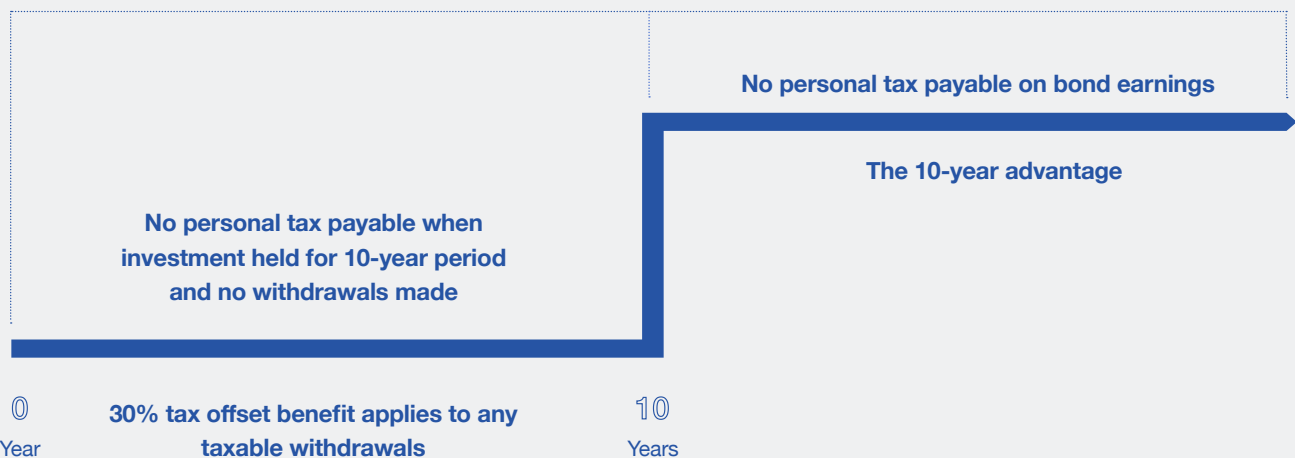 No personal tax payable on bond earnings
The 10-year advantage
No personal tax payable when
investment held for 10-year period
and no withdrawals made
0
Year
30% tax offset benefit applies to any
taxable withdrawals
10
Years